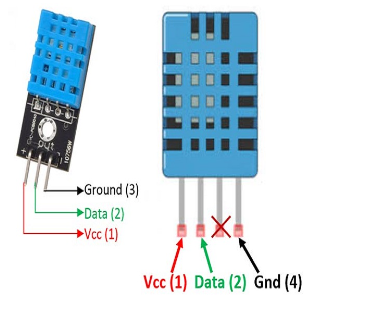 Ground (3)
Data (2)
Vcc (1)
Vcc (1) Data (2) Gnd (4)